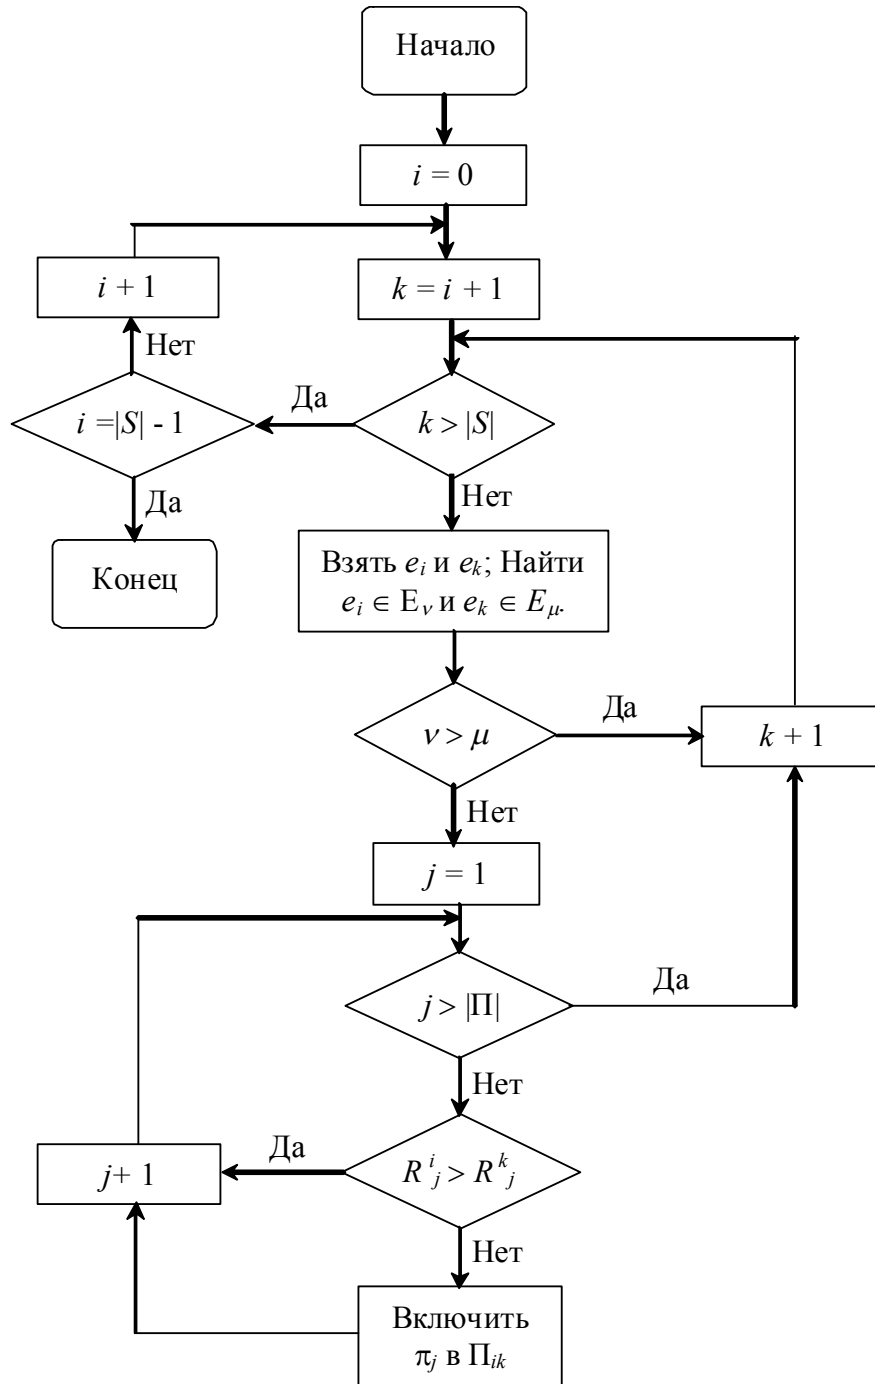 Начало
i = 0
i + 1
k = i + 1
Нет
Да
i =|S| - 1
k > |S|
Да
Нет
Конец
Взять e_i и e_k; Найти
e_i ∈ E_ν и e_k ∈ E_μ.
Да
ν > μ
k + 1
Нет
j = 1
Да
j > |Π|
Нет
Да
j+ 1
R^i_j > R^k_j
Нет
Включить
π_j в Π_ik